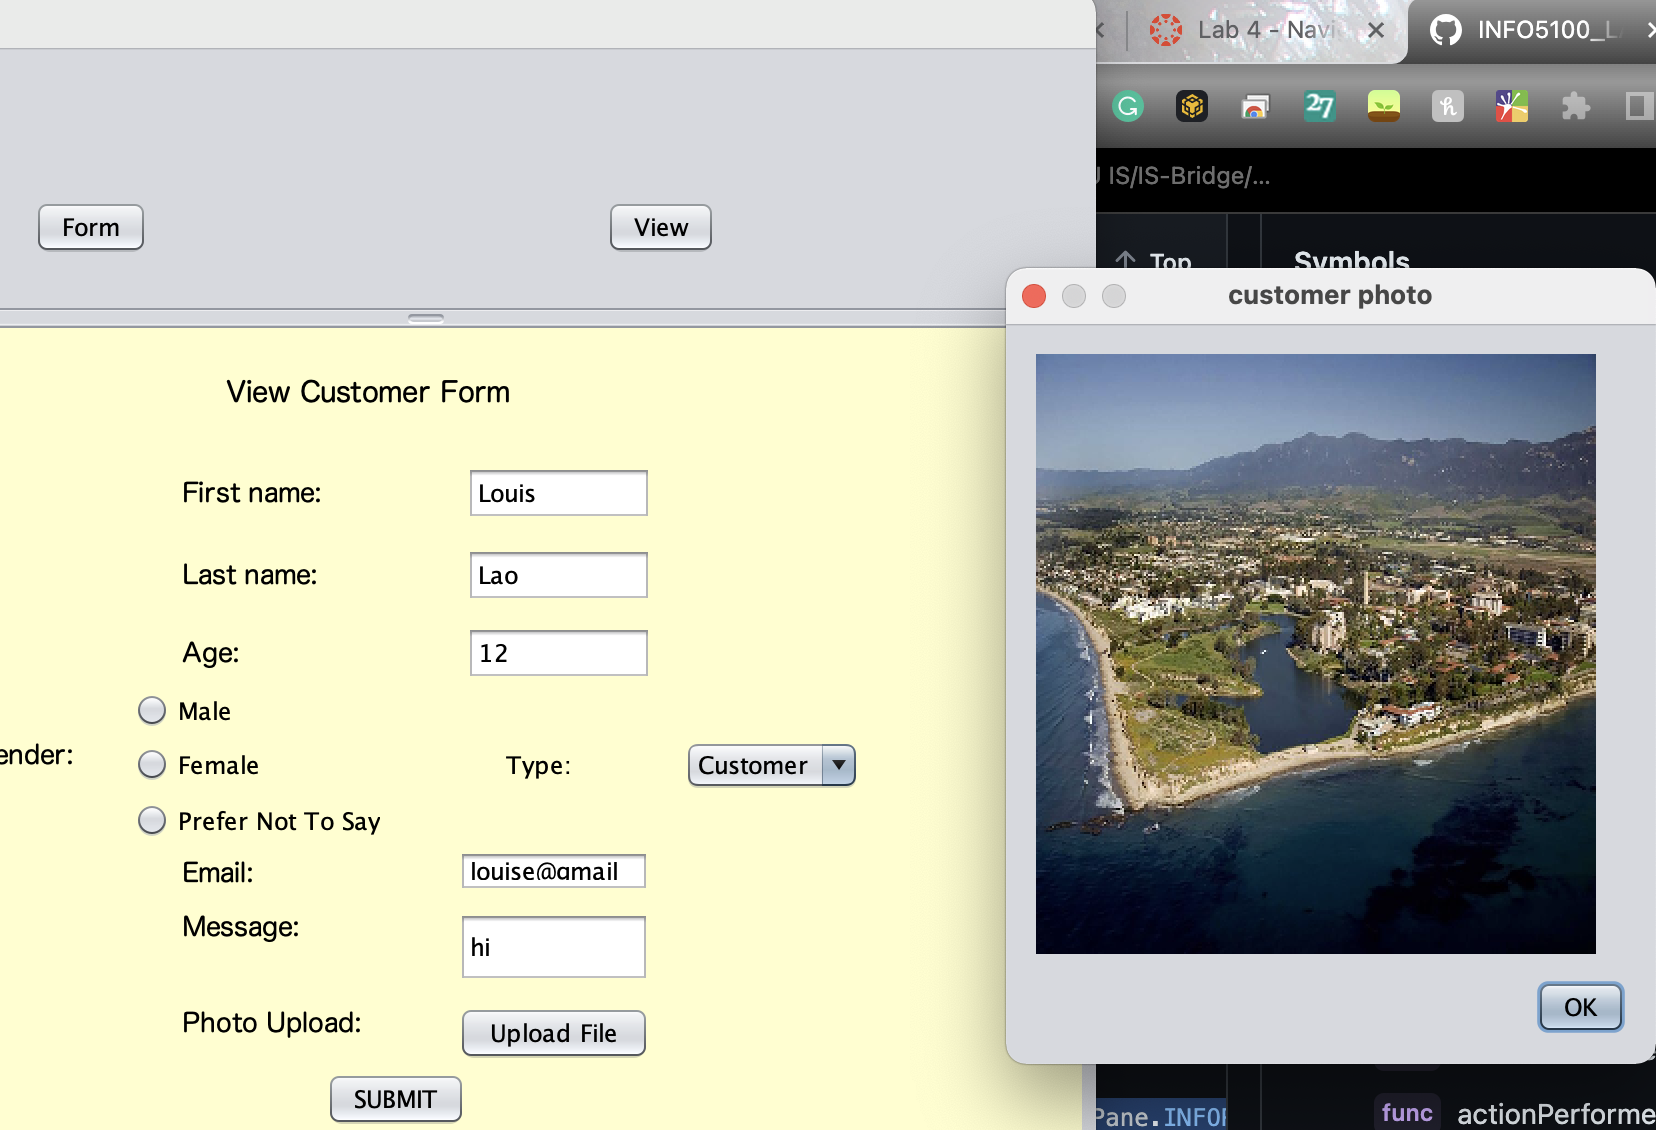 Lab 4 - Navi
INFO5100_L
27
IS/IS-Bridge/...
Form
View
Top
Symbols
customer photo
View Customer Form
First name:
Louis
Last name:
Lao
Age:
12
Male
ender:
Female
Type:
Customer
Prefer Not To Say
Email:
louise@gmail
Message:
hi
Photo Upload:
Upload File
OK
SUBMIT
Pane.INFOR
func
actionPerforme